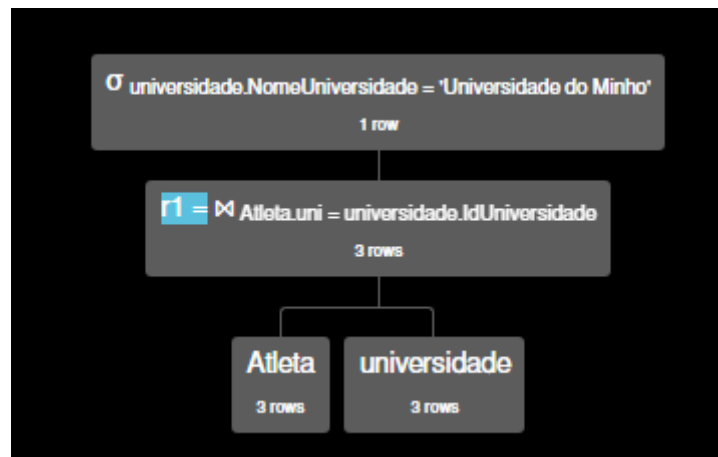 σ universidade.NomeUniversidade = 'Universidade do Minho'
1 row
r1 = ⋈ Atleta.uni = universidade.IdUniversidade
3 rows
Atleta universidade
3 rows 3 rows